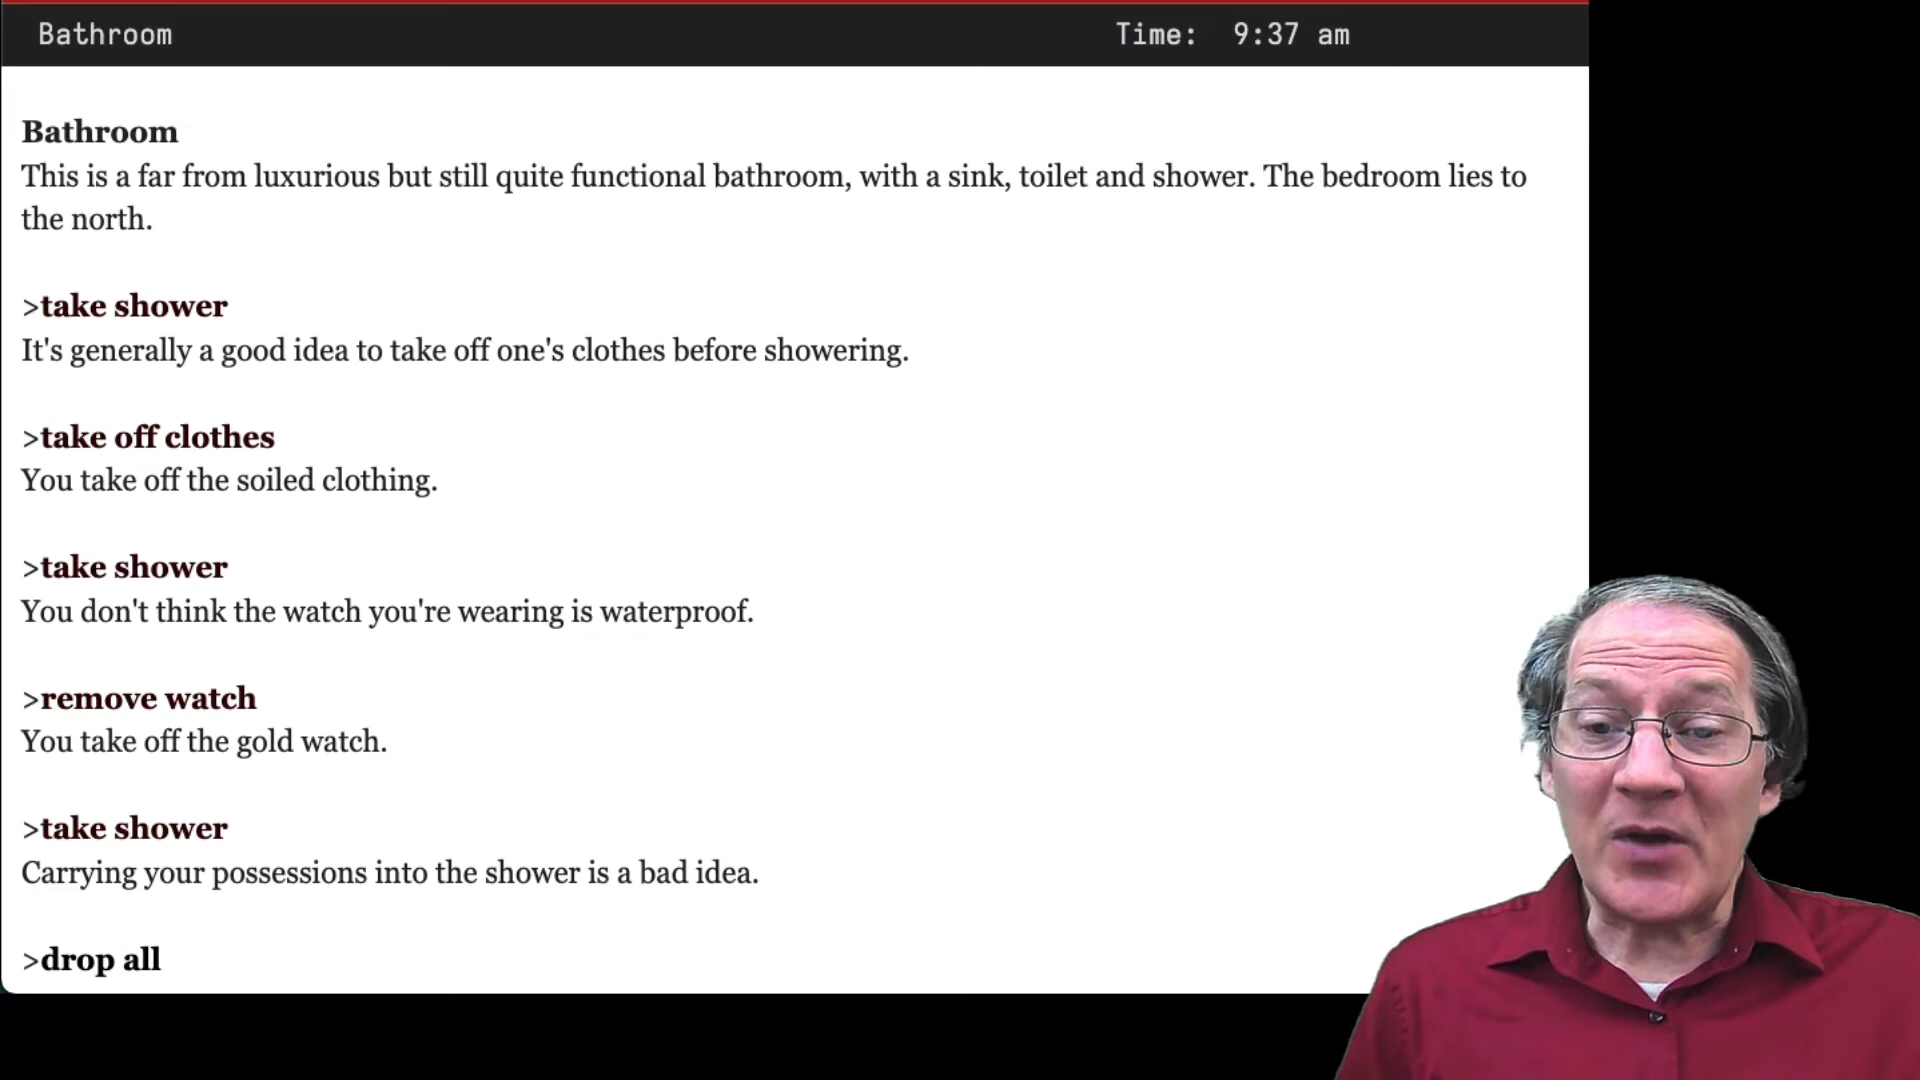 Bathroom Time: 9:37 am
Bathroom
This is a far from luxurious but still quite functional bathroom, with a sink, toilet and shower. The bedroom lies to
the north.
>take shower
It's generally a good idea to take off one's clothes before showering.
>take off clothes
You take off the soiled clothing.
>take shower
You don't think the watch you're wearing is waterproof.
>remove watch
You take off the gold watch.
>take shower
Carrying your possessions into the shower is a bad idea.
>drop all